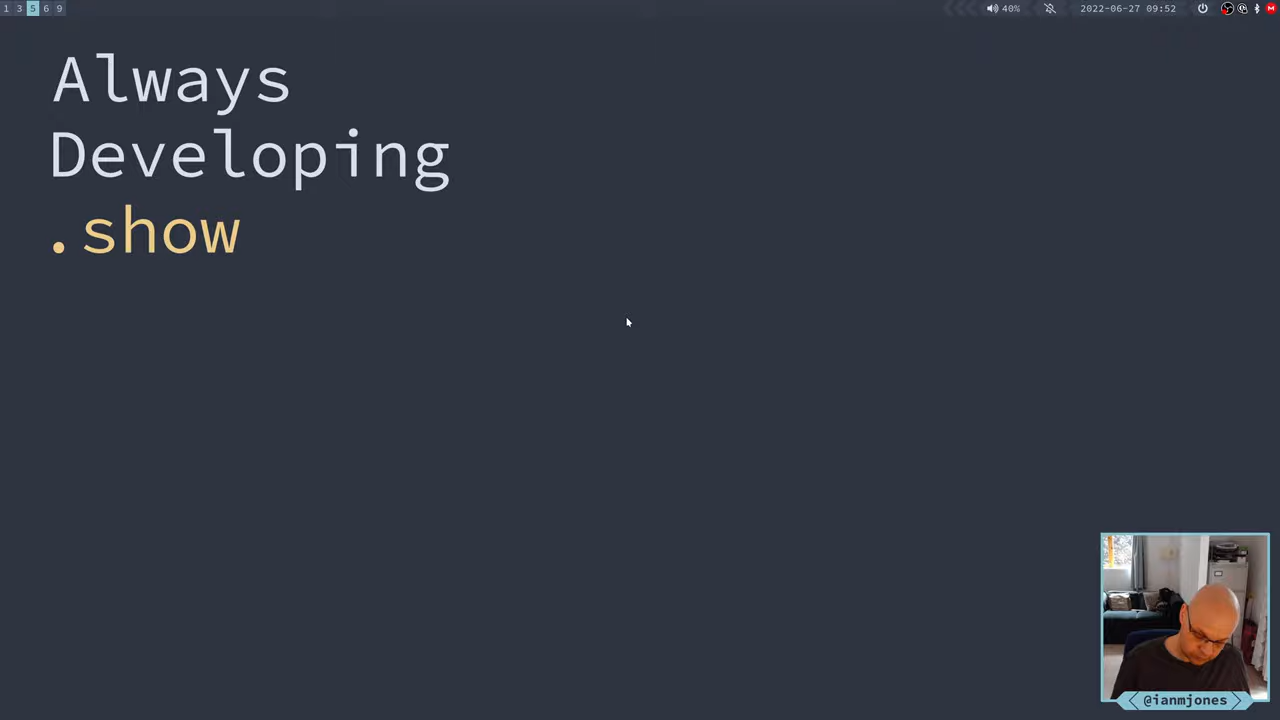 1 3 5 6 9
40%
2022-06-27 09:52
Always
Developing
.show
@ianmjones